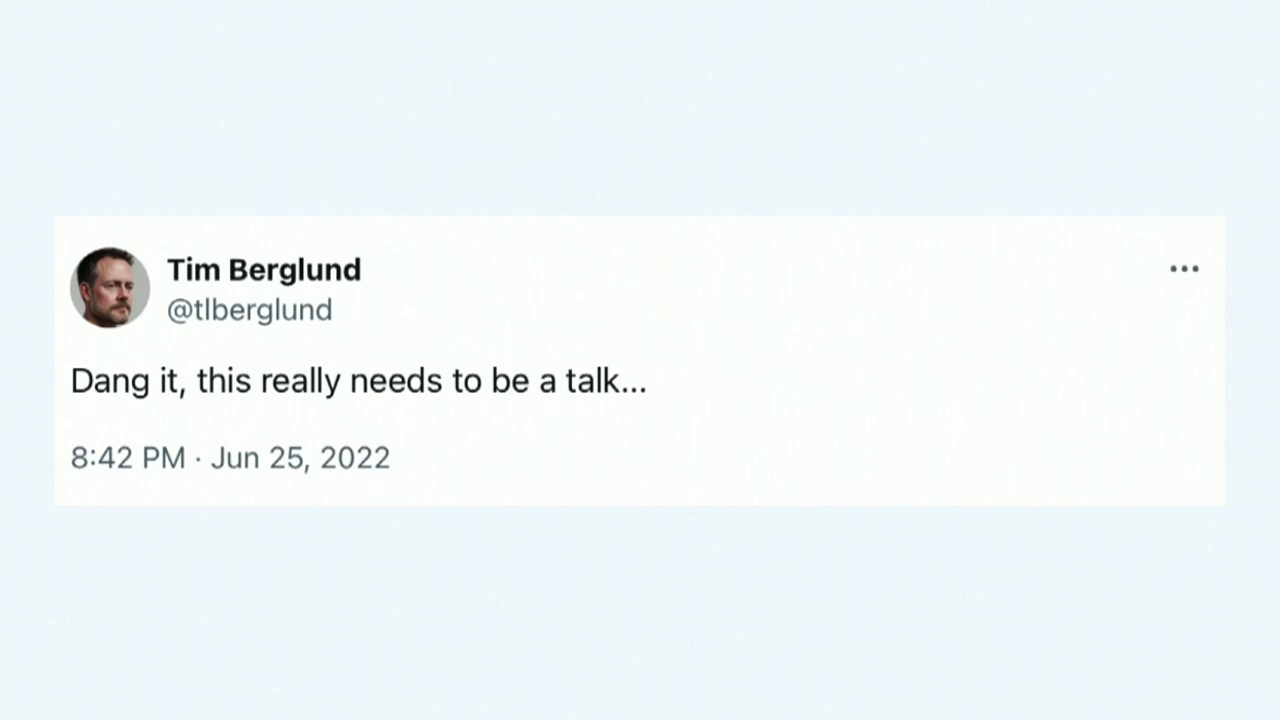 Tim Berglund
@tlberglund
Dang it, this really needs to be a talk...
8:42 PM · Jun 25, 2022